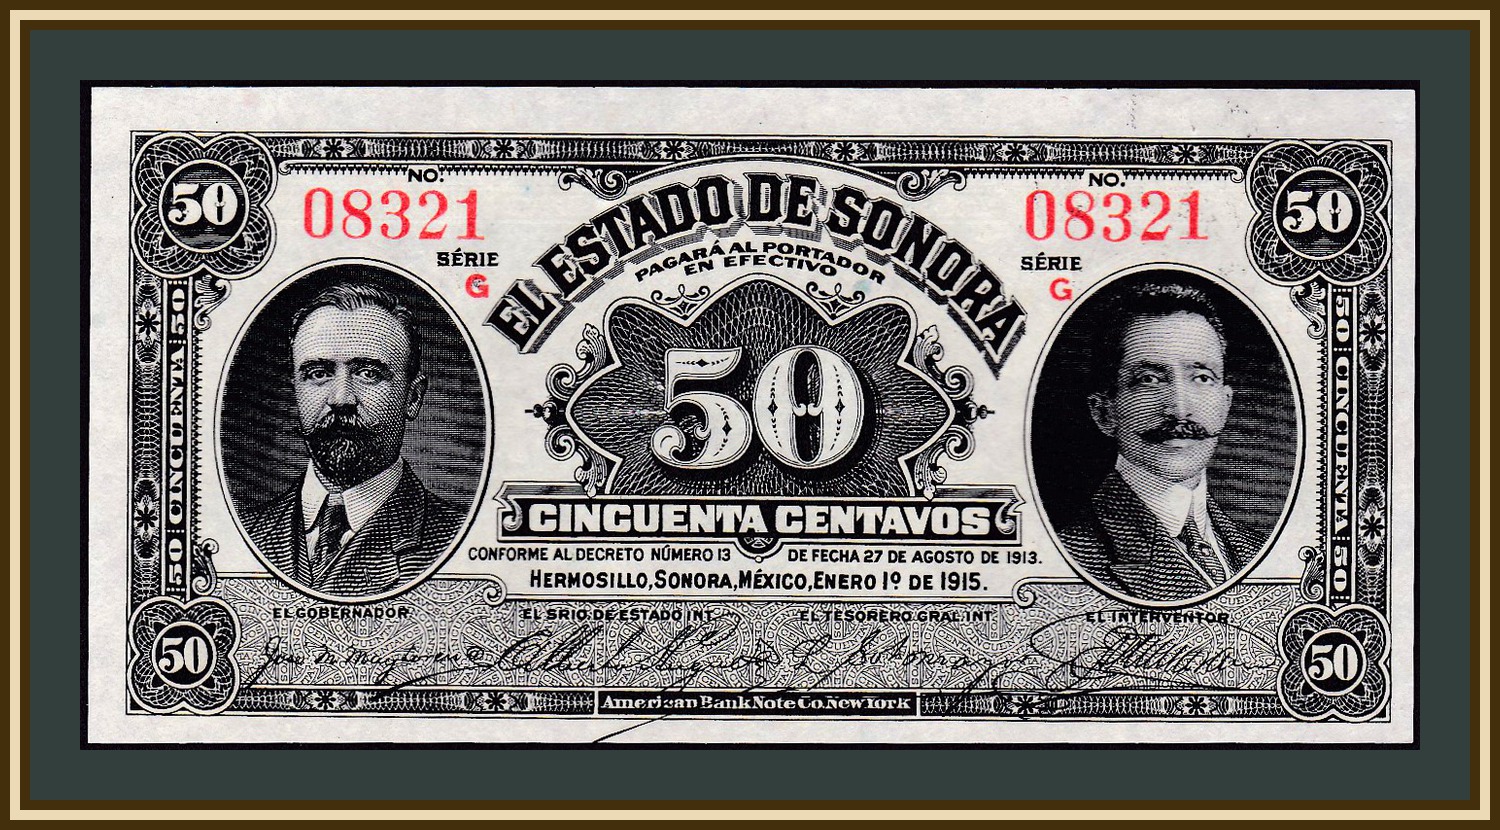 50
NO.
08321
SÉRIE
G
EL ESTADO DE SONORA
PAGARÁ AL PORTADOR
EN EFECTIVO
NO.
08321
SÉRIE
G
50
50 CINCUENTA 50
50
50 CINCUENTA 50
CINCUENTA CENTAVOS
CONFORME AL DECRETO NÚMERO 13 DE FECHA 27 DE AGOSTO DE 1913.
HERMOSILLO, SONORA, MÉXICO, ENERO 1º DE 1915.
EL GOBERNADOR EL SRIO DE ESTADO INT. EL TESORERO GRAL. INT. EL INTERVENTOR.
50
50
American Bank Note Co. New York